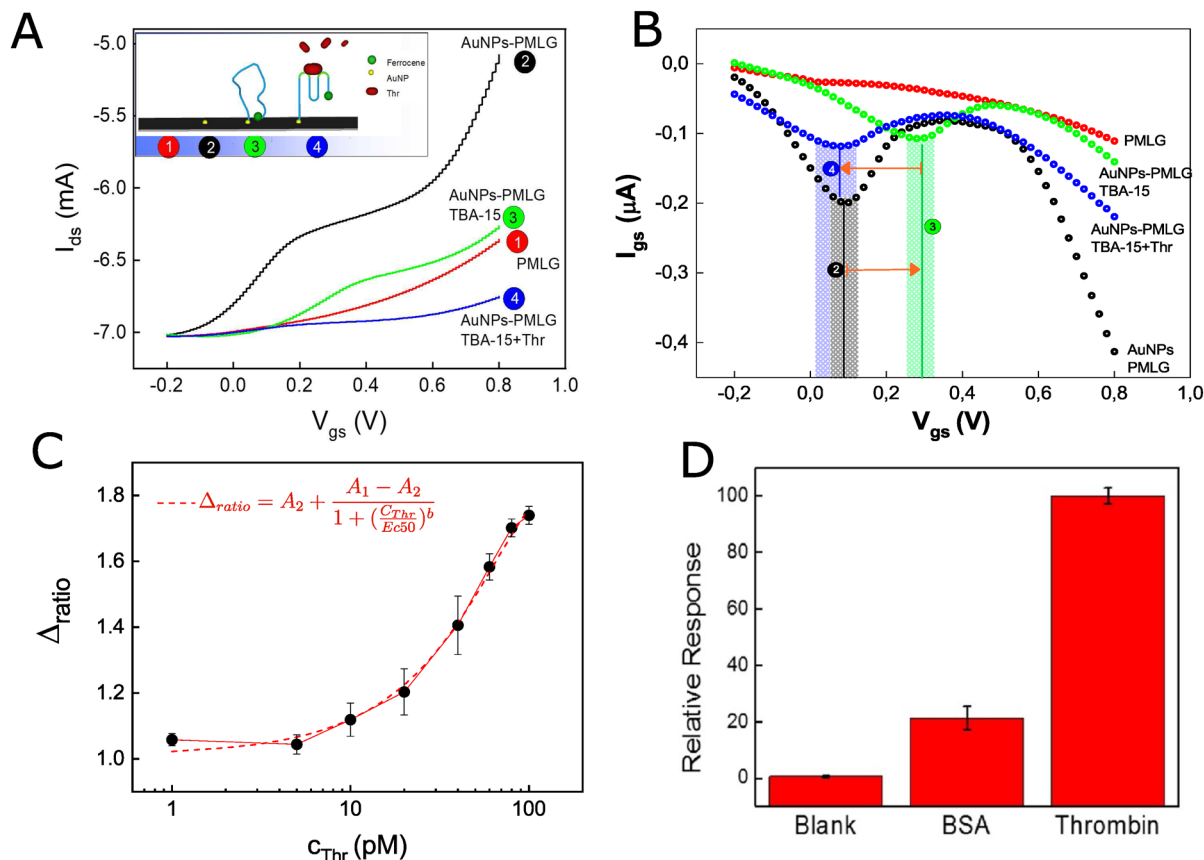 A
-5.0
-5.5
-6.0
-6.5
-7.0
I_ds (mA)
-0.2 0.0 0.2 0.4 0.6 0.8 1.0
V_gs (V)
Ferrocene
AuNP
Thr
1 2 3 4
AuNPs-PMLG
2
AuNPs-PMLG
TBA-15
3
1
PMLG
4
AuNPs-PMLG
TBA-15+Thr
B
0,0
-0,1
-0,2
-0,3
-0,4
I_gs (µA)
-0,2 0,0 0,2 0,4 0,6 0,8 1,0
V_gs (V)
4
3
2
PMLG
AuNPs-PMLG
TBA-15
AuNPs-PMLG
TBA-15+Thr
AuNPs
PMLG
C
1.8
1.6
1.4
1.2
1.0
Δ_ratio
Δ_ratio = A_2 + (A_1 − A_2) / (1 + (C_Thr / Ec50)^b)
1 10 100
c_Thr (pM)
D
100
80
60
40
20
0
Relative Response
Blank BSA Thrombin